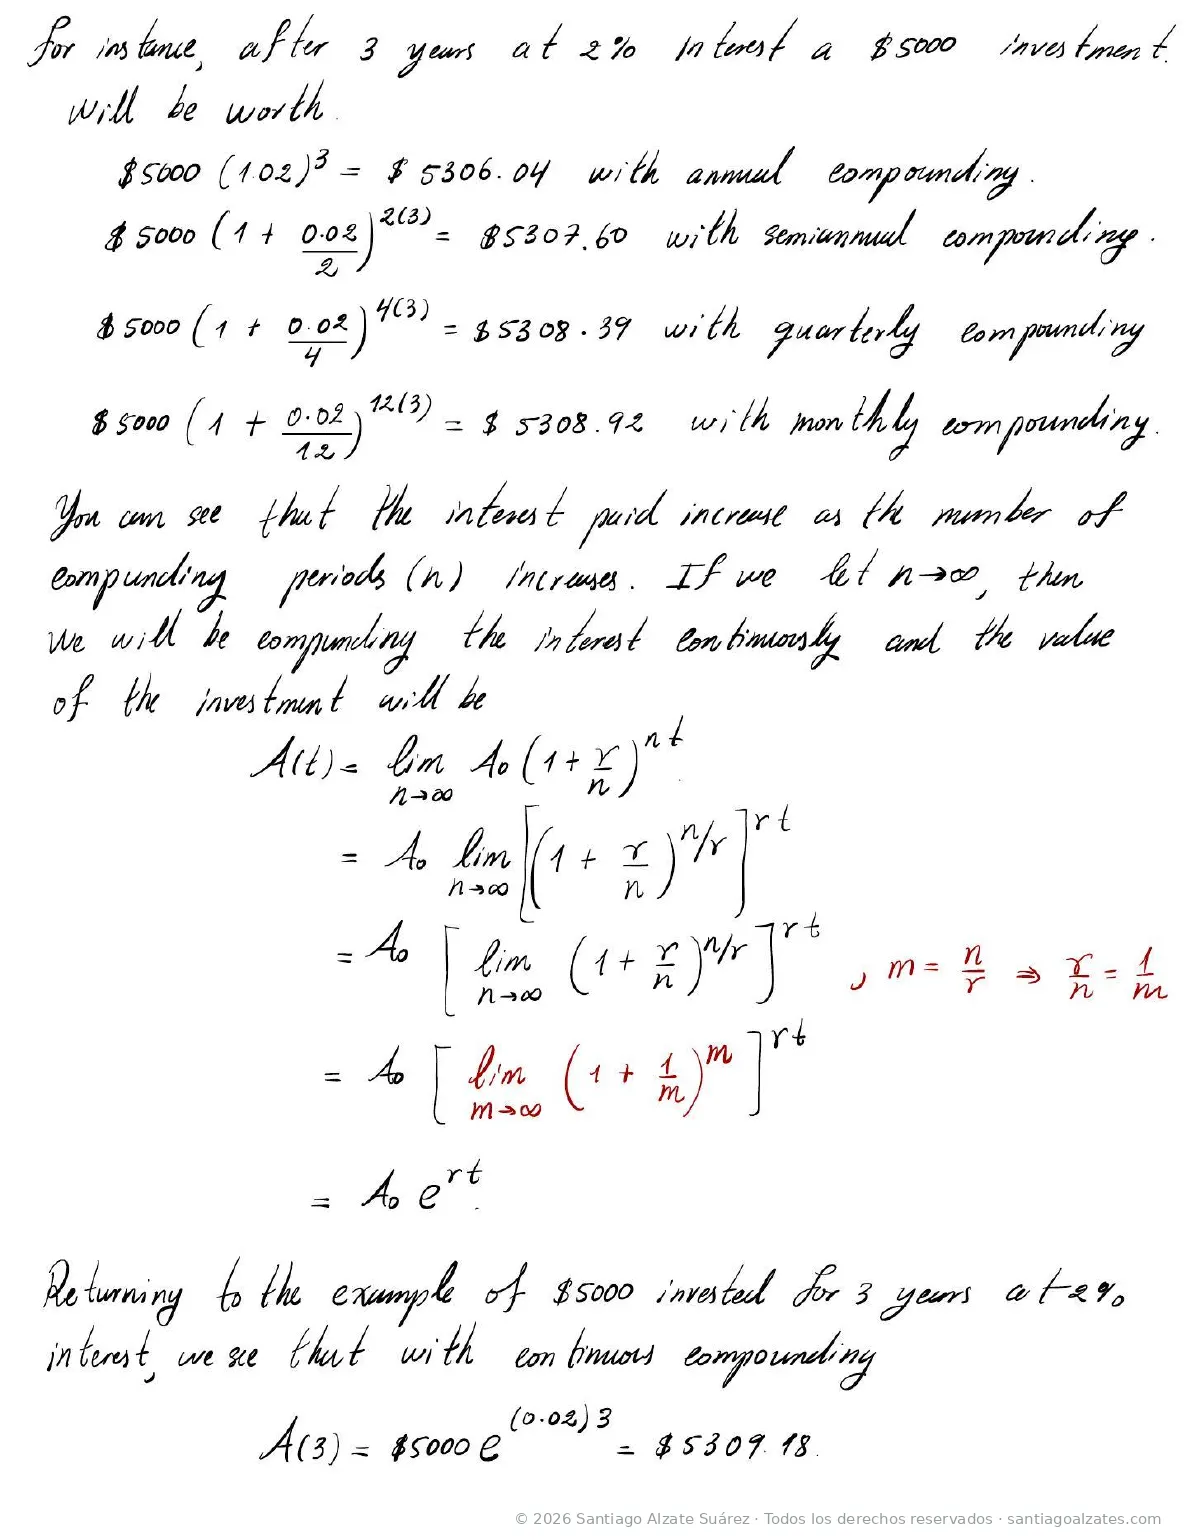 for instance, after 3 years at 2% interest a $5000 investment.
will be worth.
$5000 (1.02)^3 = $ 5306.04 with annual compounding.
$5000 (1 + 0.02/2)^2(3) = $5307.60 with semiannual compounding.
$5000 (1 + 0.02/4)^4(3) = $5308.39 with quarterly compounding
$5000 (1 + 0.02/12)^12(3) = $ 5308.92 with monthly compounding.
You can see that the interest paid increase as the number of
compunding periods (n) increases. If we let n→∞, then
we will be compunding the interest continuously and the value
of the investment will be
A(t) = lim n→∞ A₀ (1 + r/n)^nt
= A₀ lim n→∞ [(1 + r/n)^n/r]^rt
= A₀ [lim n→∞ (1 + r/n)^n/r]^rt , m = n/r ⇒ r/n = 1/m
= A₀ [lim m→∞ (1 + 1/m)^m]^rt
= A₀ e^rt.
Returning to the example of $5000 invested for 3 years at 2%
interest, we see that with continuous compounding
A(3) = $5000 e^(0.02)3 = $5309.18.
© 2026 Santiago Alzate Suárez · Todos los derechos reservados · santiagoalzates.com